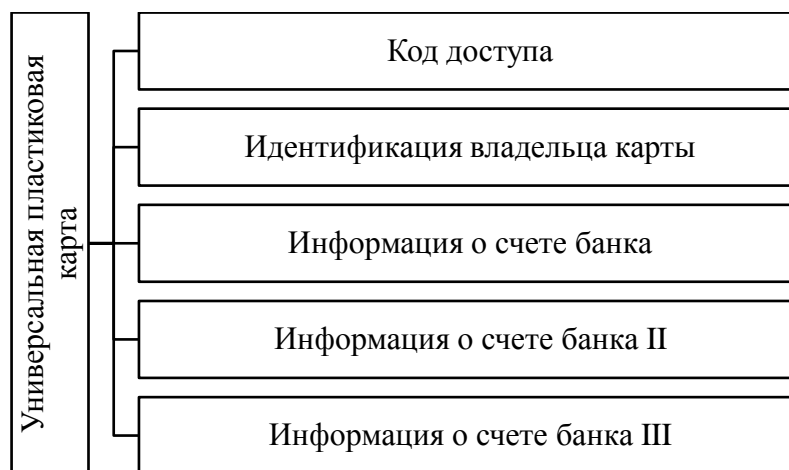 Универсальная пластиковая
карта
Код доступа
Идентификация владельца карты
Информация о счете банка
Информация о счете банка II
Информация о счете банка III